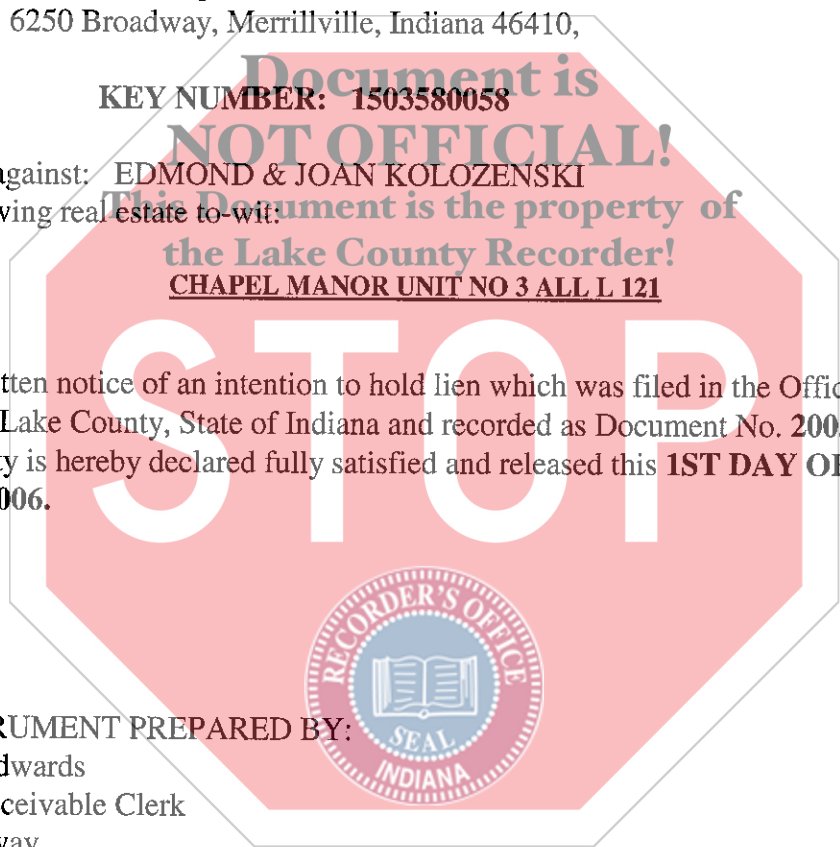 6250 Broadway, Merrillville, Indiana 46410,
Document is
KEY NUMBER: 1503580058
NOT OFFICIAL!
against: EDMOND & JOAN KOLOZENSKI
This Document is the property of
wing real estate to-wit:
the Lake County Recorder!
CHAPEL MANOR UNIT NO 3 ALL L 121
STOP
tten notice of an intention to hold lien which was filed in the Offic
Lake County, State of Indiana and recorded as Document No. 200
ty is hereby declared fully satisfied and released this 1ST DAY OF
006.
RECORDER'S OFFICE
SEAL
INDIANA
RUMENT PREPARED BY:
dwards
ceivable Clerk
way